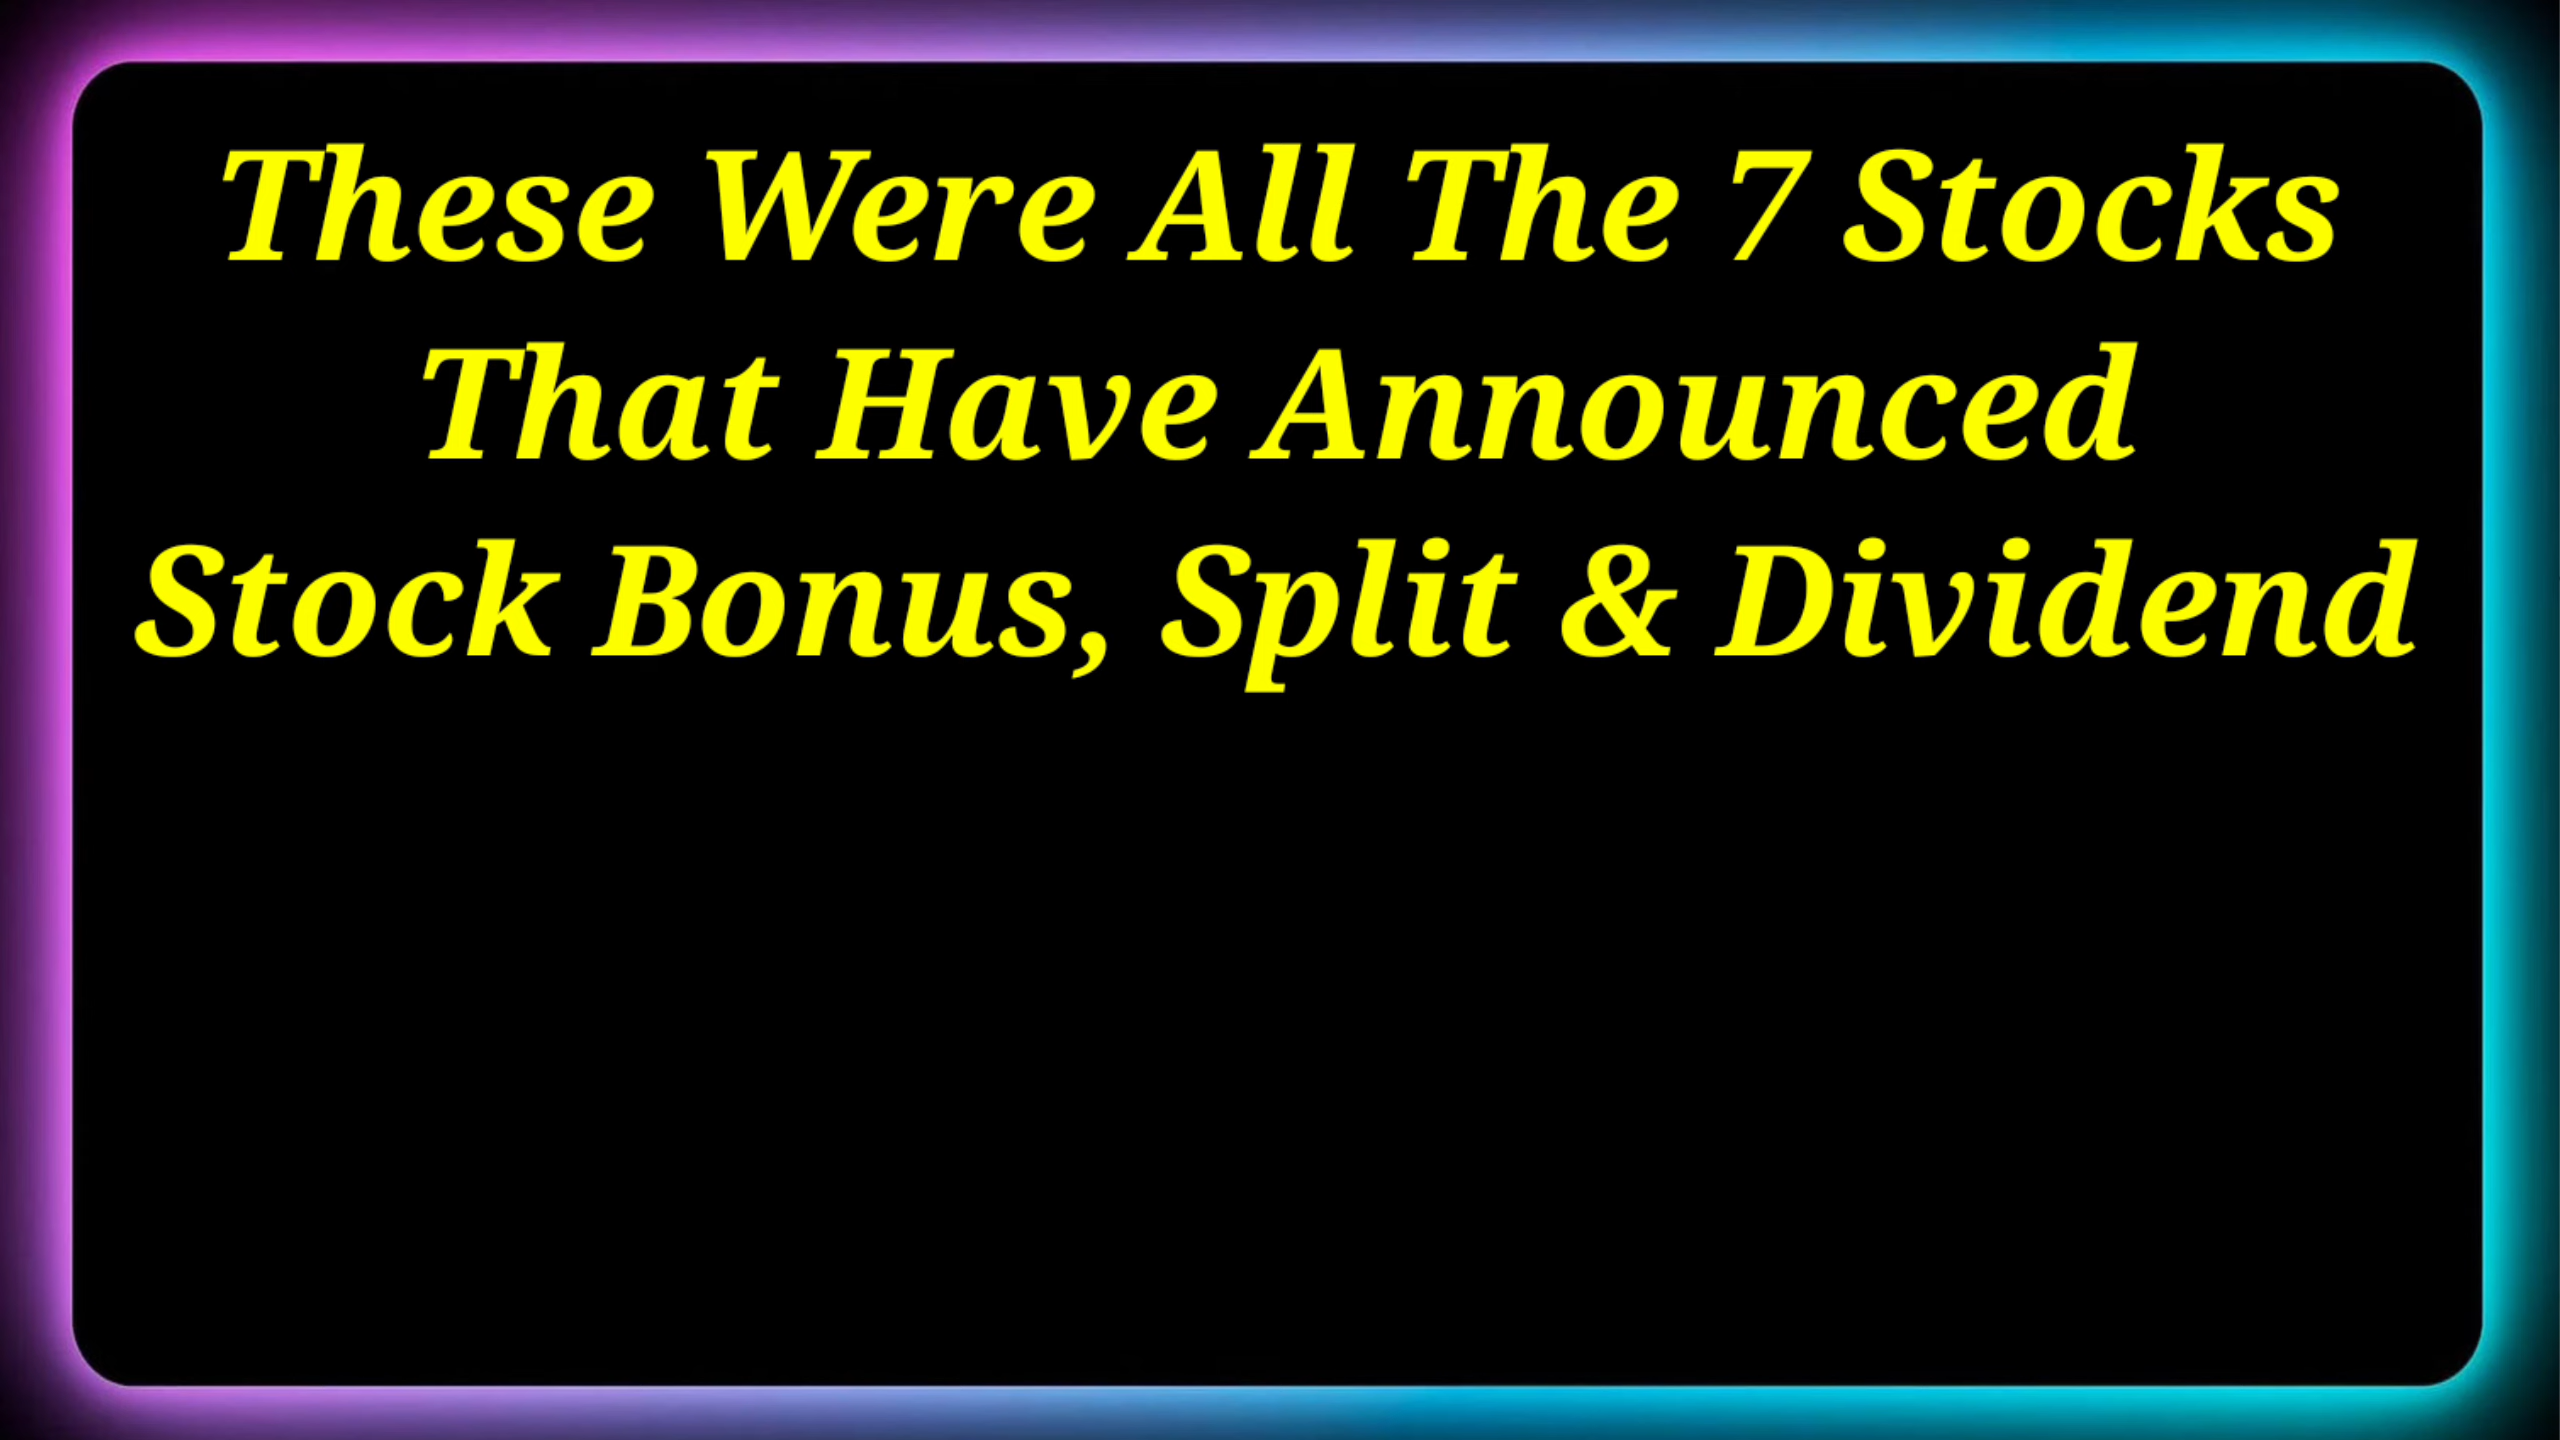 These Were All The 7 Stocks
That Have Announced
Stock Bonus, Split & Dividend